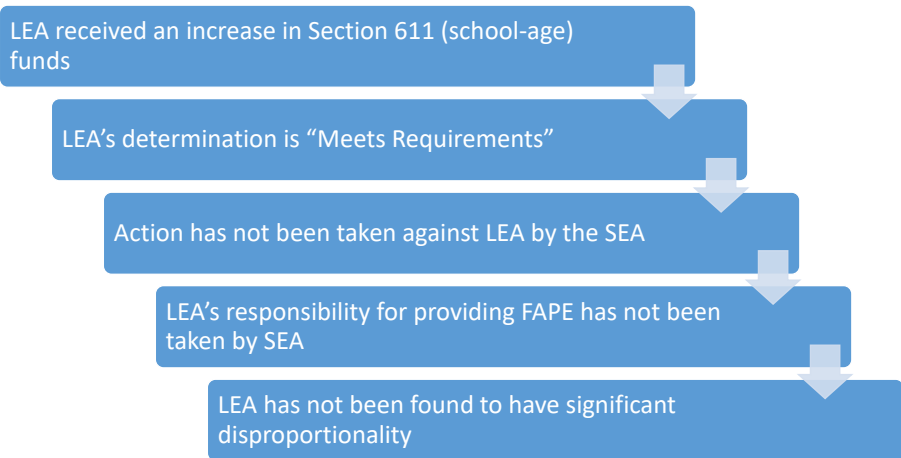 LEA received an increase in Section 611 (school-age)
funds
LEA’s determination is “Meets Requirements”
Action has not been taken against LEA by the SEA
LEA’s responsibility for providing FAPE has not been
taken by SEA
LEA has not been found to have significant
disproportionality